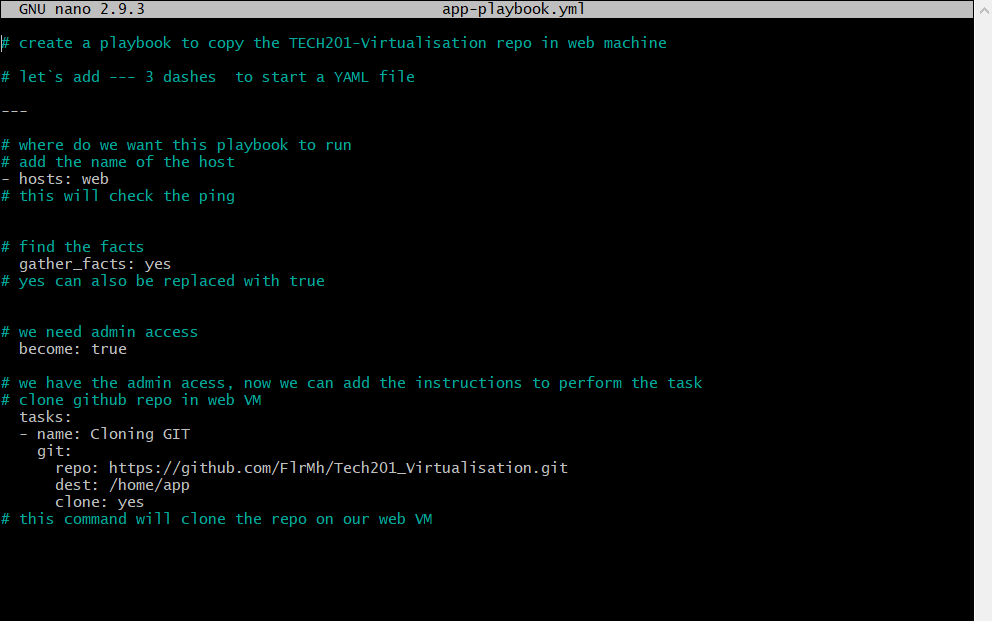 GNU nano 2.9.3 app-playbook.yml
# create a playbook to copy the TECH201-Virtualisation repo in web machine
# let`s add --- 3 dashes  to start a YAML file
---
# where do we want this playbook to run
# add the name of the host
- hosts: web
# this will check the ping
# find the facts
  gather_facts: yes
# yes can also be replaced with true
# we need admin access
  become: true
# we have the admin acess, now we can add the instructions to perform the task
# clone github repo in web VM
  tasks:
  - name: Cloning GIT
    git:
      repo: https://github.com/FlrMh/Tech201_Virtualisation.git
      dest: /home/app
      clone: yes
# this command will clone the repo on our web VM